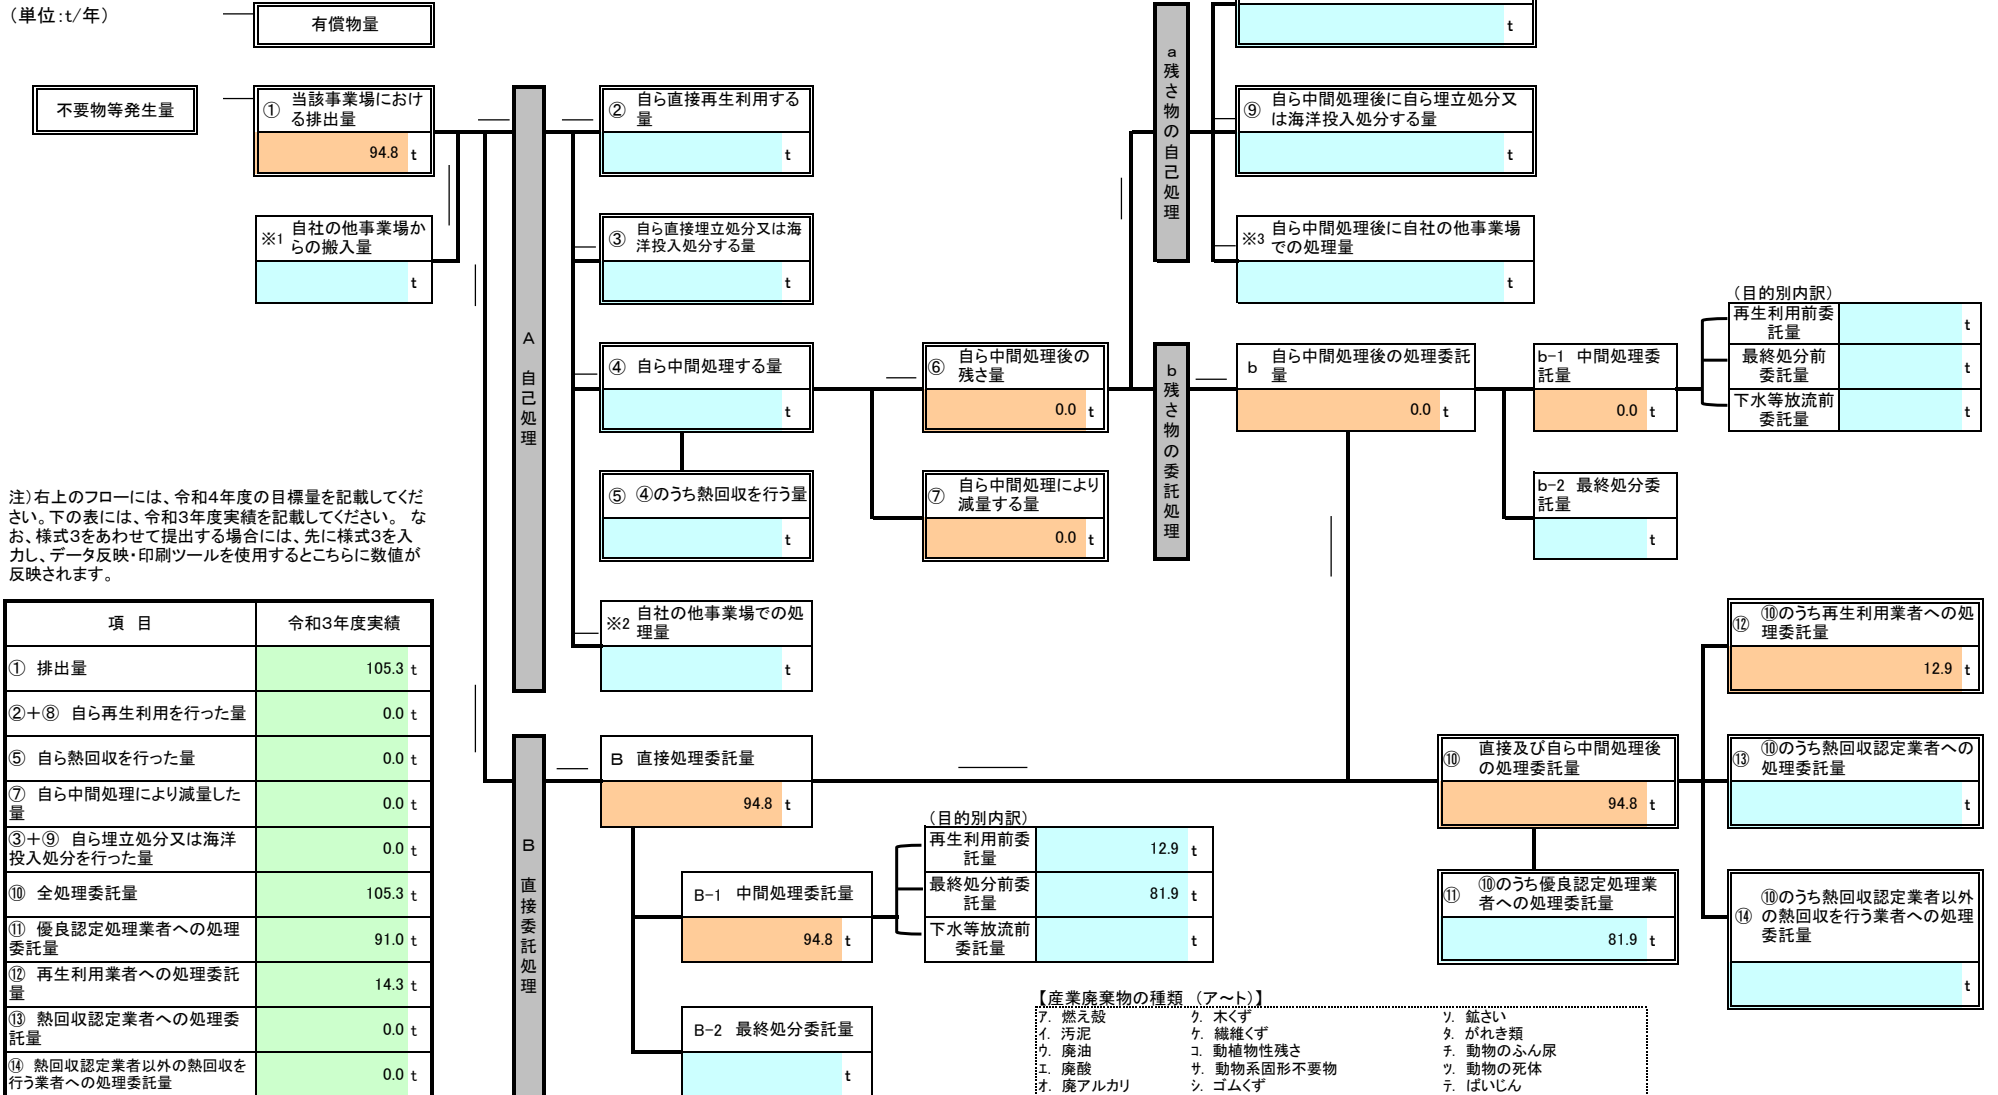 （単位：t/年）
有償物量
不要物等発生量
① 当該事業場におけ
る排出量
94.8 t
※1 自社の他事業場か
らの搬入量
t
A 自己処理
② 自ら直接再生利用する
量
t
③ 自ら直接埋立処分又は海
洋投入処分する量
t
④ 自ら中間処理する量
t
⑤ ④のうち熱回収を行う量
t
※2 自社の他事業場での処
理量
t
⑥ 自ら中間処理後の
残さ量
0.0 t
⑦ 自ら中間処理により
減量する量
0.0 t
a 残さ物の自己処理
t
⑨ 自ら中間処理後に自ら埋立処分又
は海洋投入処分する量
t
※3 自ら中間処理後に自社の他事業場
での処理量
t
b 残さ物の委託処理
b 自ら中間処理後の処理委託
量
0.0 t
b-1 中間処理委
託量
0.0 t
（目的別内訳）
再生利用前委
託量
t
最終処分前
委託量
t
下水等放流前
委託量
t
b-2 最終処分委
託量
t
注）右上のフローには、令和4年度の目標量を記載してくだ
さい。下の表には、令和3年度実績を記載してください。 な
お、様式3をあわせて提出する場合には、先に様式3を入
力し、データ反映・印刷ツールを使用するとこちらに数値が
反映されます。
項 目 令和3年度実績
① 排出量 105.3 t
②＋⑧ 自ら再生利用を行った量 0.0 t
⑤ 自ら熱回収を行った量 0.0 t
⑦ 自ら中間処理により減量した
量 0.0 t
③＋⑨ 自ら埋立処分又は海洋
投入処分を行った量 0.0 t
⑩ 全処理委託量 105.3 t
⑪ 優良認定処理業者への処理
委託量 91.0 t
⑫ 再生利用業者への処理委託
量 14.3 t
⑬ 熱回収認定業者への処理委
託量 0.0 t
⑭ 熱回収認定業者以外の熱回収を
行う業者への処理委託量 0.0 t
B 直接委託処理
B 直接処理委託量
94.8 t
B-1 中間処理委託量
94.8 t
（目的別内訳）
再生利用前委
託量
12.9 t
最終処分前委
託量
81.9 t
下水等放流前
委託量
t
B-2 最終処分委託量
t
⑩ 直接及び自ら中間処理後
の処理委託量
94.8 t
⑪ ⑩のうち優良認定処理業
者への処理委託量
81.9 t
⑫ ⑩のうち再生利用業者への処
理委託量
12.9 t
⑬ ⑩のうち熱回収認定業者への
処理委託量
t
⑭ ⑩のうち熱回収認定業者以外
の熱回収を行う業者への処理
委託量
t
【産業廃棄物の種類 （ア～ト）】
ア. 燃え殻 ク. 木くず ソ. 鉱さい
イ. 汚泥 ケ. 繊維くず タ. がれき類
ウ. 廃油 コ. 動植物性残さ チ. 動物のふん尿
エ. 廃酸 サ. 動物系固形不要物 ツ. 動物の死体
オ. 廃アルカリ シ. ゴムくず テ. ばいじん